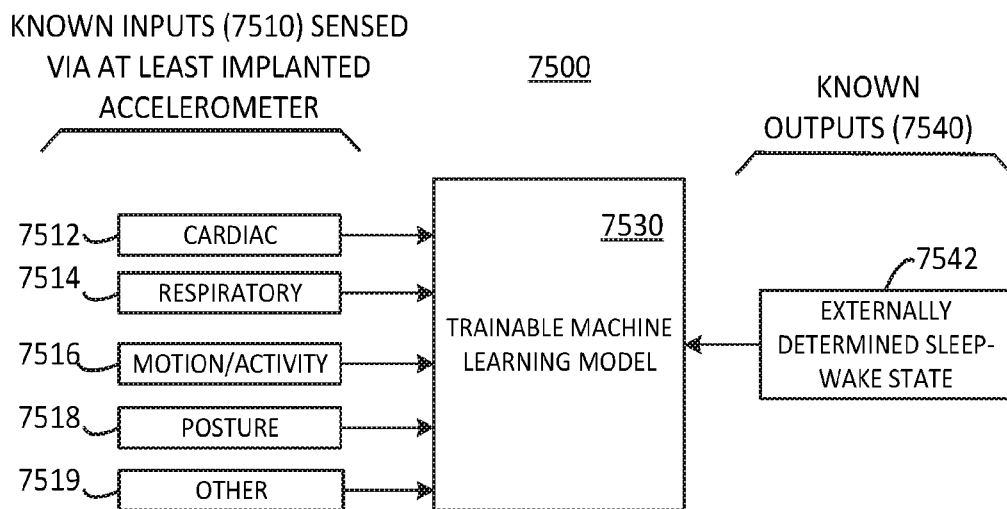 KNOWN INPUTS (7510) SENSED
VIA AT LEAST IMPLANTED
ACCELEROMETER
7500
KNOWN
OUTPUTS (7540)
7512
CARDIAC
7514
RESPIRATORY
7516
MOTION/ACTIVITY
7518
POSTURE
7519
OTHER
7530
TRAINABLE MACHINE
LEARNING MODEL
7542
EXTERNALLY
DETERMINED SLEEP-
WAKE STATE